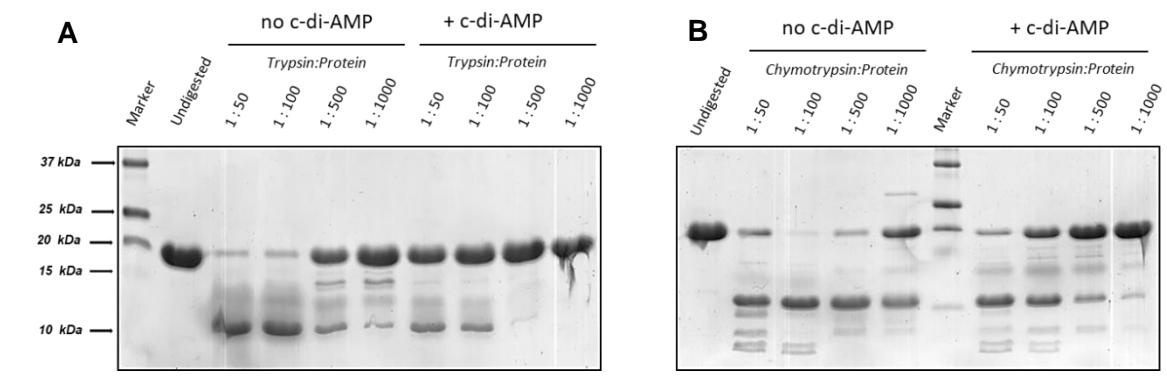 A
no c-di-AMP
+ c-di-AMP
Trypsin:Protein
Trypsin:Protein
Marker
Undigested
1 : 50
1 : 100
1 : 500
1 : 1000
1 : 50
1 : 100
1 : 500
1 : 1000
37 kDa
25 kDa
20 kDa
15 kDa
10 kDa
B
no c-di-AMP
+ c-di-AMP
Chymotrypsin:Protein
Chymotrypsin:Protein
Undigested
1 : 50
1 : 100
1 : 500
1 : 1000
Marker
1 : 50
1 : 100
1 : 500
1 : 1000